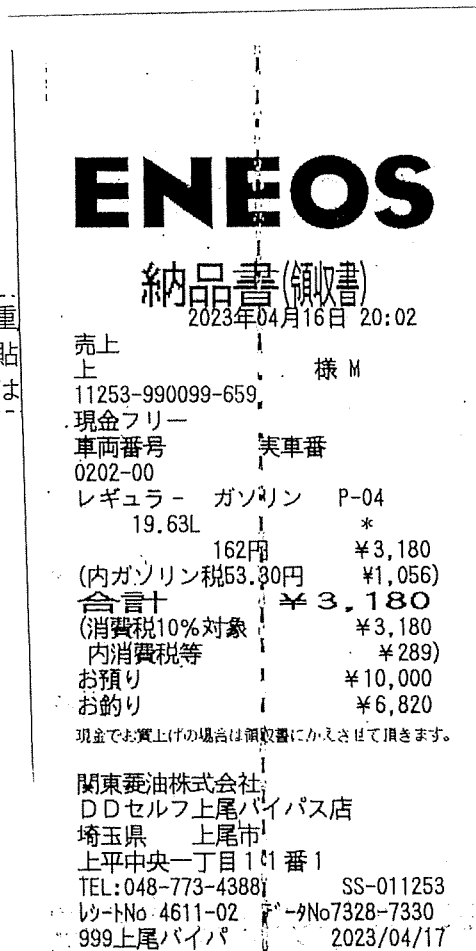 ENEOS
納品書(領収書)
2023年04月16日 20:02
売上
上 様 M
11253-990099-659
現金フリー
車両番号 実車番
0202-00
レギュラー ガソリン P-04
19.63L *
162円 ¥3,180
(内ガソリン税53.80円 ¥1,056)
合計 ¥3,180
(消費税10%対象 ¥3,180
内消費税等 ¥289)
お預り ¥10,000
お釣り ¥6,820
現金でお買上げの場合は領収書にかえさせて頂きます。
関東菱油株式会社
DDセルフ上尾バイパス店
埼玉県 上尾市
上平中央一丁目11番1
TEL:048-773-4388 SS-011253
レシートNo 4611-02 データNo7328-7330
999上尾バイパ 2023/04/17
重
貼
は